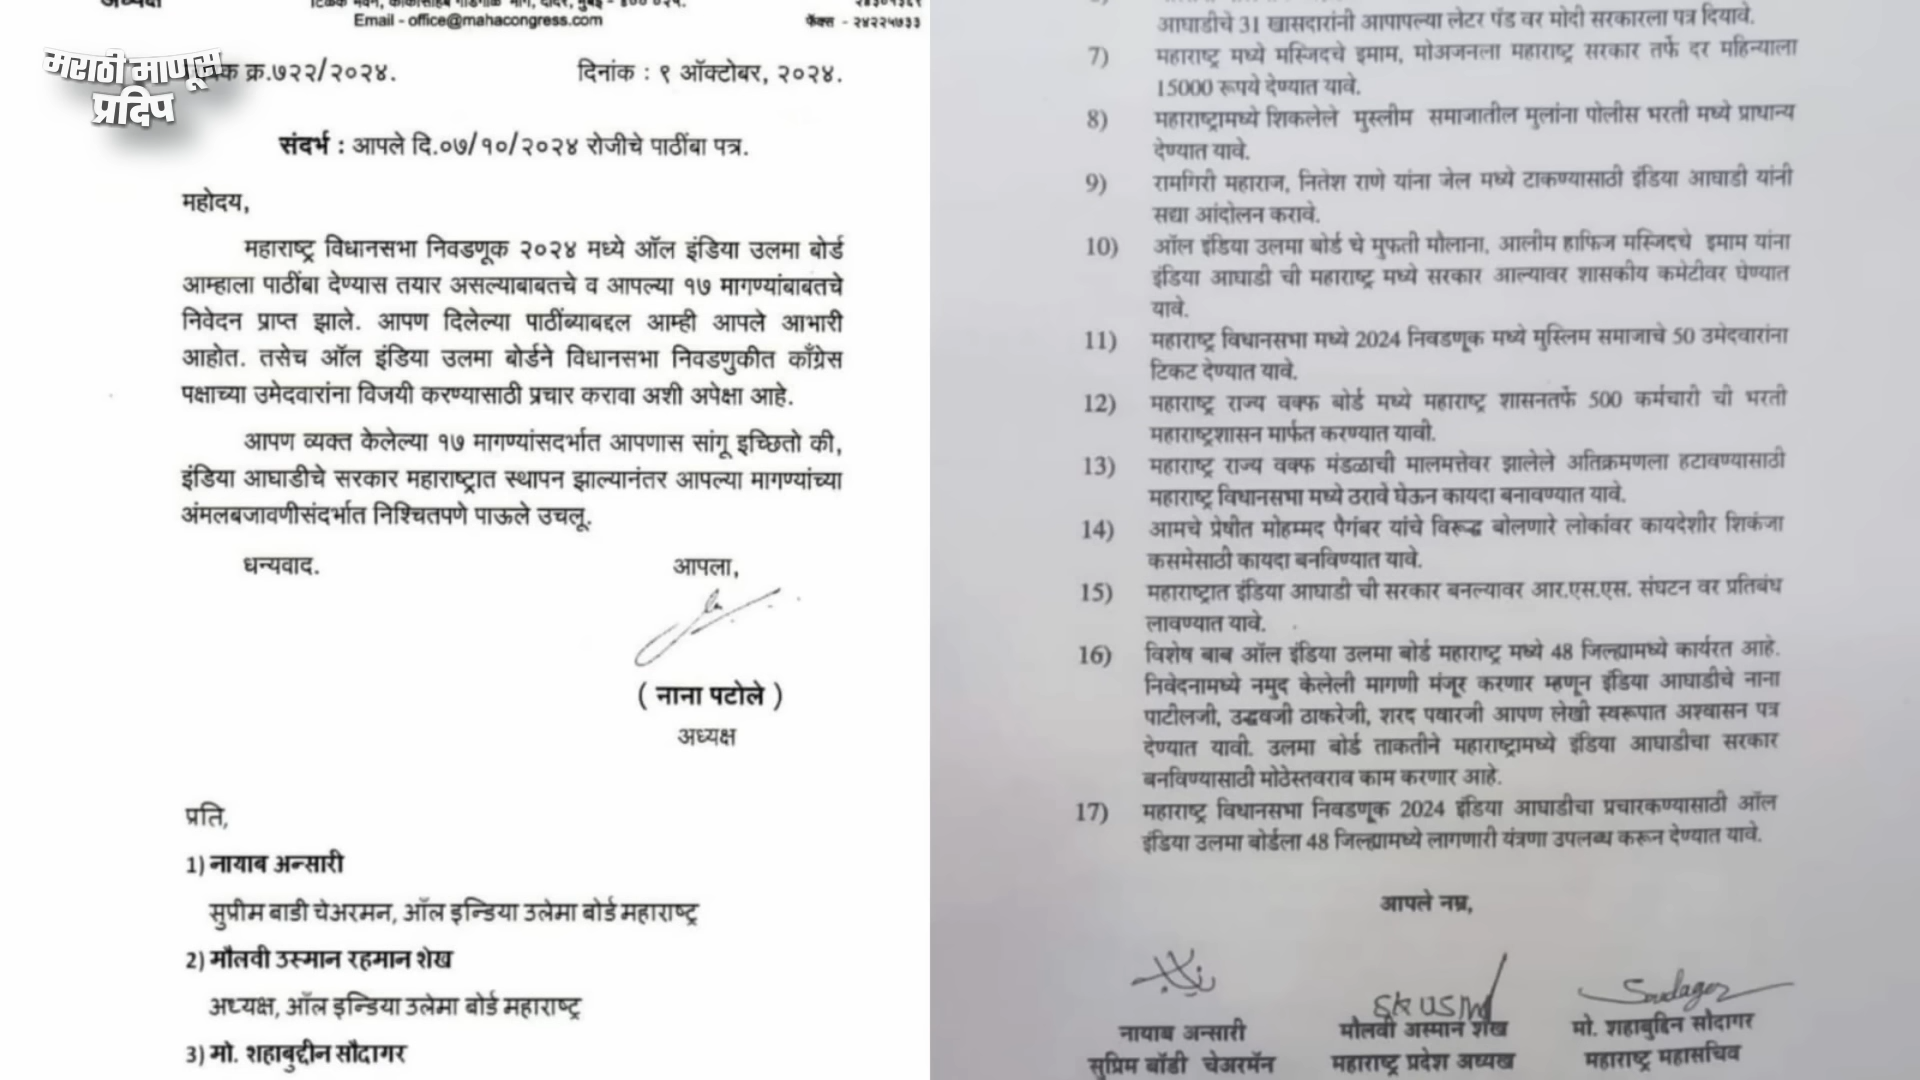 अध्यक्ष
टिळक भवन, काकासाहेब गाडगीळ मार्ग, दादर, मुंबई - ४०० ०२५.
Email - office@mahacongress.com
फॅक्स - २४२२५७३३
मराठी माणूस
प्रदिप
क क्र.७२२/२०२४.
दिनांक : ९ ऑक्टोबर, २०२४.
संदर्भ : आपले दि.०७/१०/२०२४ रोजीचे पाठींबा पत्र.
महोदय,
महाराष्ट्र विधानसभा निवडणूक २०२४ मध्ये ऑल इंडिया उलमा बोर्ड
आम्हाला पाठींबा देण्यास तयार असल्याबाबतचे व आपल्या १७ मागण्यांबाबतचे
निवेदन प्राप्त झाले. आपण दिलेल्या पाठींब्याबद्दल आम्ही आपले आभारी
आहोत. तसेच ऑल इंडिया उलमा बोर्डने विधानसभा निवडणुकीत काँग्रेस
पक्षाच्या उमेदवारांना विजयी करण्यासाठी प्रचार करावा अशी अपेक्षा आहे.
आपण व्यक्त केलेल्या १७ मागण्यांसदर्भात आपणास सांगू इच्छितो की,
इंडिया आघाडीचे सरकार महाराष्ट्रात स्थापन झाल्यानंतर आपल्या मागण्यांच्या
अंमलबजावणीसंदर्भात निश्चितपणे पाऊले उचलू.
धन्यवाद.
आपला,
( नाना पटोले )
अध्यक्ष
प्रति,
1) नायाब अन्सारी
सुप्रीम बाडी चेअरमन, ऑल इन्डिया उलेमा बोर्ड महाराष्ट्र
2) मौलवी उस्मान रहमान शेख
अध्यक्ष, ऑल इन्डिया उलेमा बोर्ड महाराष्ट्र
3) मो. शहाबुद्दीन सौदागर
आघाडीचे 31 खासदारांनी आपापल्या लेटर पॅड वर मोदी सरकारला पत्र दियावे.
7) महाराष्ट्र मध्ये मस्जिदचे इमाम, मोअजनला महाराष्ट्र सरकार तर्फे दर महिन्याला
15000 रूपये देण्यात यावे.
8) महाराष्ट्रामध्ये शिकलेले मुस्लीम समाजातील मुलांना पोलीस भरती मध्ये प्राधान्य
देण्यात यावे.
9) रामगिरी महाराज, नितेश राणे यांना जेल मध्ये टाकण्यासाठी इंडिया आघाडी यांनी
सद्या आंदोलन करावे.
10) ऑल इंडिया उलमा बोर्ड चे मुफती मौलाना, आलीम हाफिज मस्जिदचे इमाम यांना
इंडिया आघाडी ची महाराष्ट्र मध्ये सरकार आल्यावर शासकीय कमेटीवर घेण्यात
यावे.
11) महाराष्ट्र विधानसभा मध्ये 2024 निवडणूक मध्ये मुस्लिम समाजाचे 50 उमेदवारांना
टिकट देण्यात यावे.
12) महाराष्ट्र राज्य वक्फ बोर्ड मध्ये महाराष्ट्र शासनतर्फे 500 कर्मचारी ची भरती
महाराष्ट्रशासन मार्फत करण्यात यावी.
13) महाराष्ट्र राज्य वक्फ मंडळाची मालमत्तेवर झालेले अतिक्रमणला हटावण्यासाठी
महाराष्ट्र विधानसभा मध्ये ठरावे घेऊन कायदा बनावण्यात यावे.
14) आमचे प्रेषीत मोहम्मद पैगंबर यांचे विरूद्ध बोलणारे लोकांवर कायदेशीर शिकंजा
कसमेसाठी कायदा बनविण्यात यावे.
15) महाराष्ट्रात इंडिया आघाडी ची सरकार बनल्यावर आर.एस.एस. संघटन वर प्रतिबंध
लावण्यात यावे.
16) विशेष बाब ऑल इंडिया उलमा बोर्ड महाराष्ट्र मध्ये 48 जिल्ह्यामध्ये कार्यरत आहे.
निवेदनामध्ये नमुद केलेली मागणी मंजूर करणार म्हणून इंडिया आघाडीचे नाना
पाटीलजी, उद्धवजी ठाकरेजी, शरद पवारजी आपण लेखी स्वरूपात अश्वासन पत्र
देण्यात यावी. उलमा बोर्ड ताकतीने महाराष्ट्रामध्ये इंडिया आघाडीचा सरकार
बनविण्यासाठी मोठेस्तवराव काम करणार आहे.
17) महाराष्ट्र विधानसभा निवडणूक 2024 इंडिया आघाडीचा प्रचारकण्यासाठी ऑल
इंडिया उलमा बोर्डला 48 जिल्ह्यामध्ये लागणारी यंत्रणा उपलब्ध करून देण्यात यावे.
आपले नम्र,
SK USM
Soudagar
नायाब अन्सारी
मौलवी अस्मान शेख
मो. शहाबुद्दिन सौदागर
सुप्रिम बॉडी चेअरमॅन
महाराष्ट्र प्रदेश अध्यख
महाराष्ट्र महासचिव